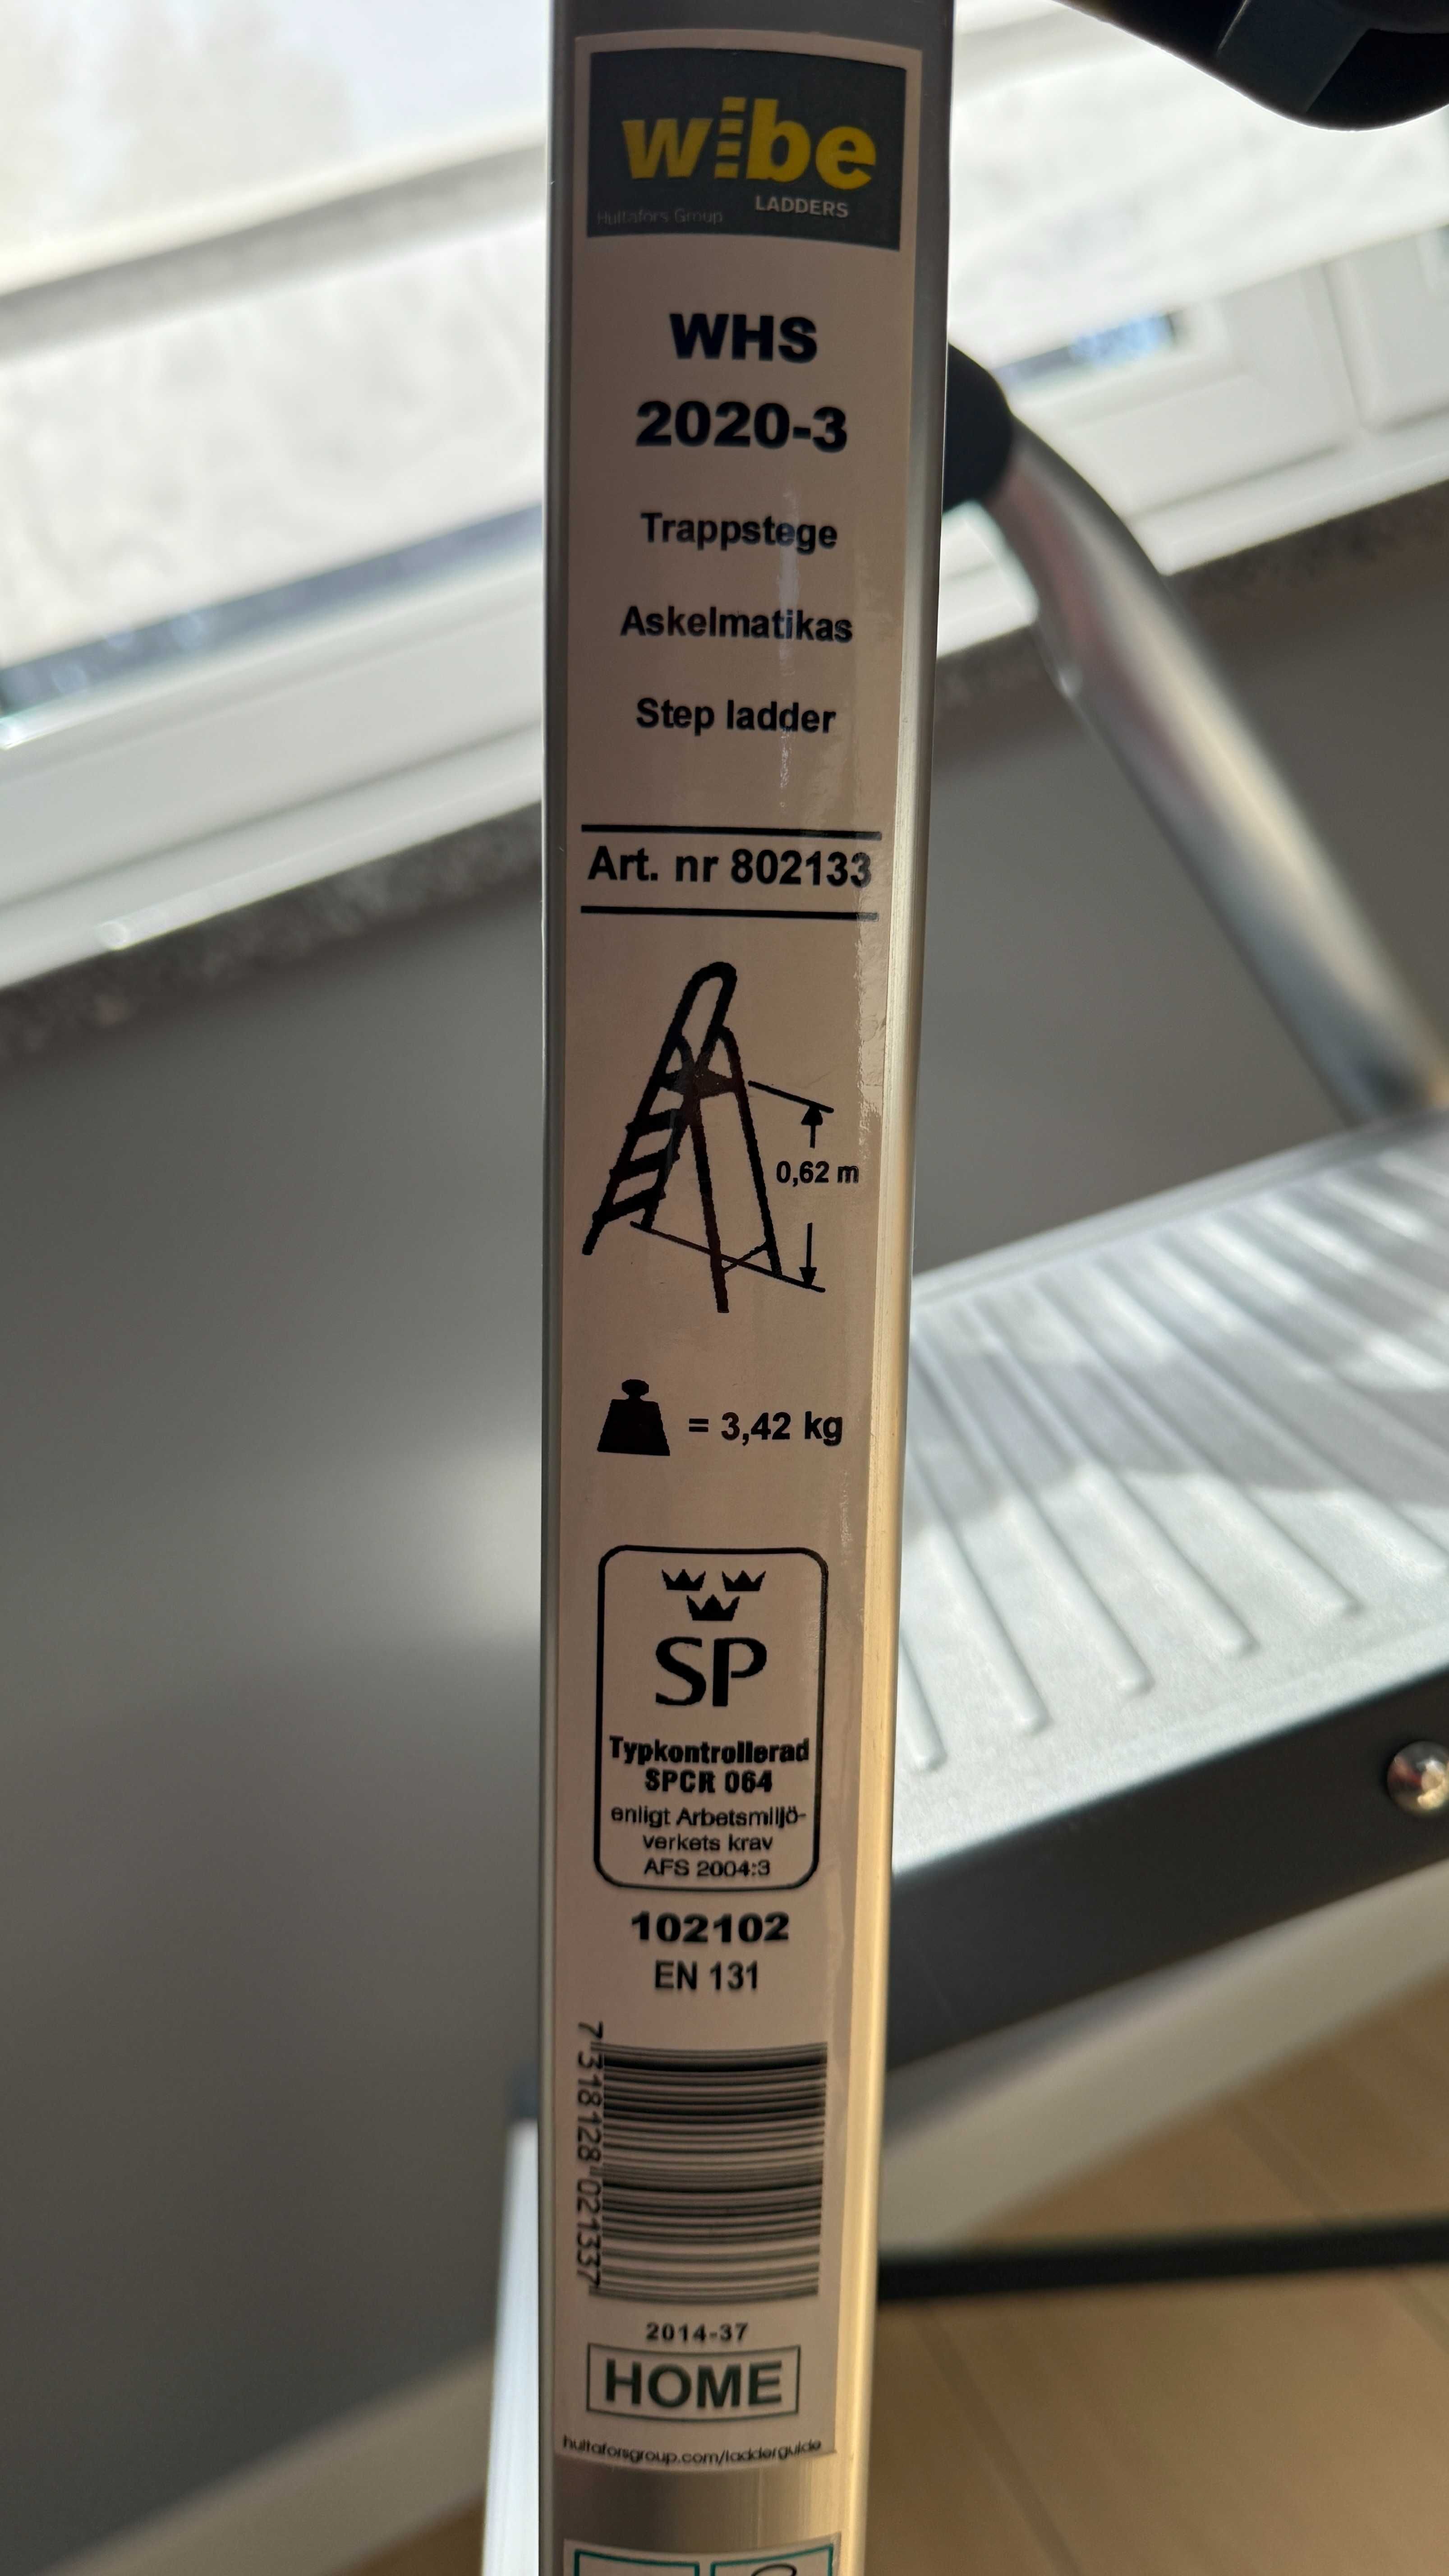 wibe
LADDERS
Hultafors Group
WHS
2020-3
Trappstege
Askelmatikas
Step ladder
Art. nr 802133
0,62 m
= 3,42 kg
SP
Typkontrollerad
SPCR 064
enligt Arbetsmiljö-
verkets krav
AFS 2004:3
102102
EN 131
7 318128 021337
2014-37
HOME
hultaforsgroup.com/ladderguide